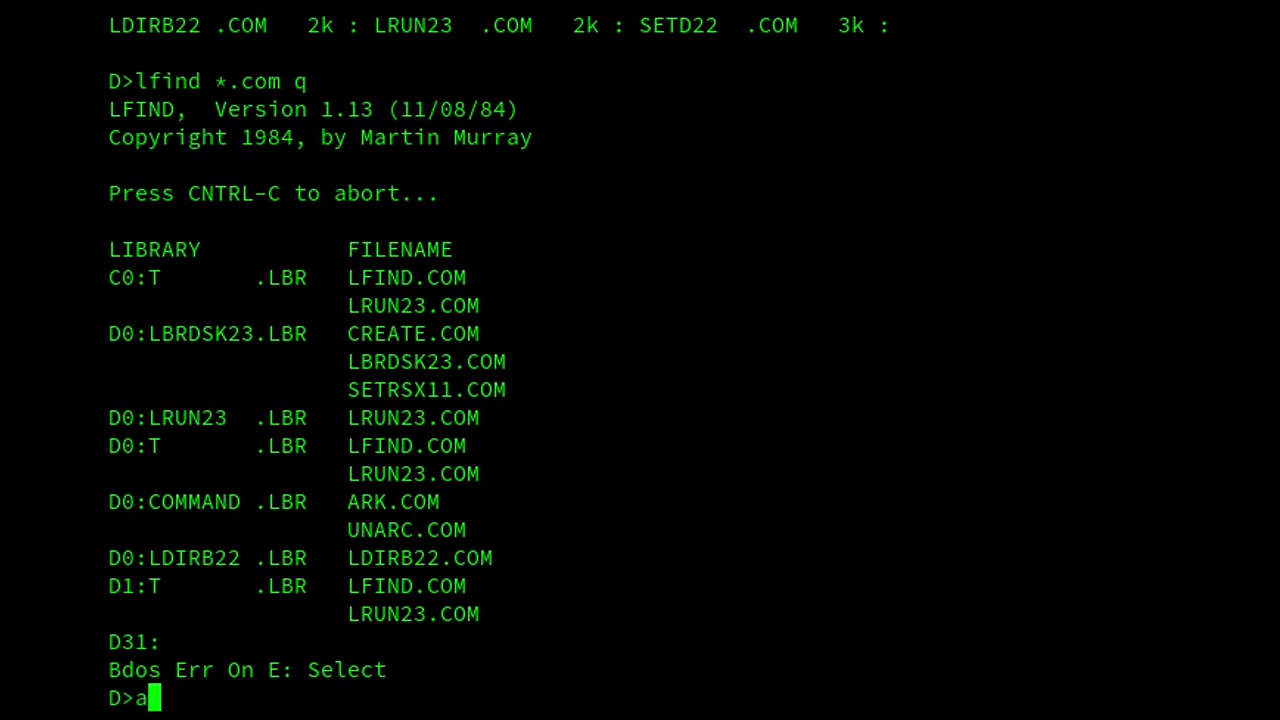 LDIRB22 .COM   2k : LRUN23  .COM   2k : SETD22  .COM   3k :
D>lfind *.com q
LFIND,  Version 1.13 (11/08/84)
Copyright 1984, by Martin Murray
Press CNTRL-C to abort...
LIBRARY           FILENAME
C0:T       .LBR   LFIND.COM
                  LRUN23.COM
D0:LBRDSK23.LBR   CREATE.COM
                  LBRDSK23.COM
                  SETRSX11.COM
D0:LRUN23  .LBR   LRUN23.COM
D0:T       .LBR   LFIND.COM
                  LRUN23.COM
D0:COMMAND .LBR   ARK.COM
                  UNARC.COM
D0:LDIRB22 .LBR   LDIRB22.COM
D1:T       .LBR   LFIND.COM
                  LRUN23.COM
D31:
Bdos Err On E: Select
D>a